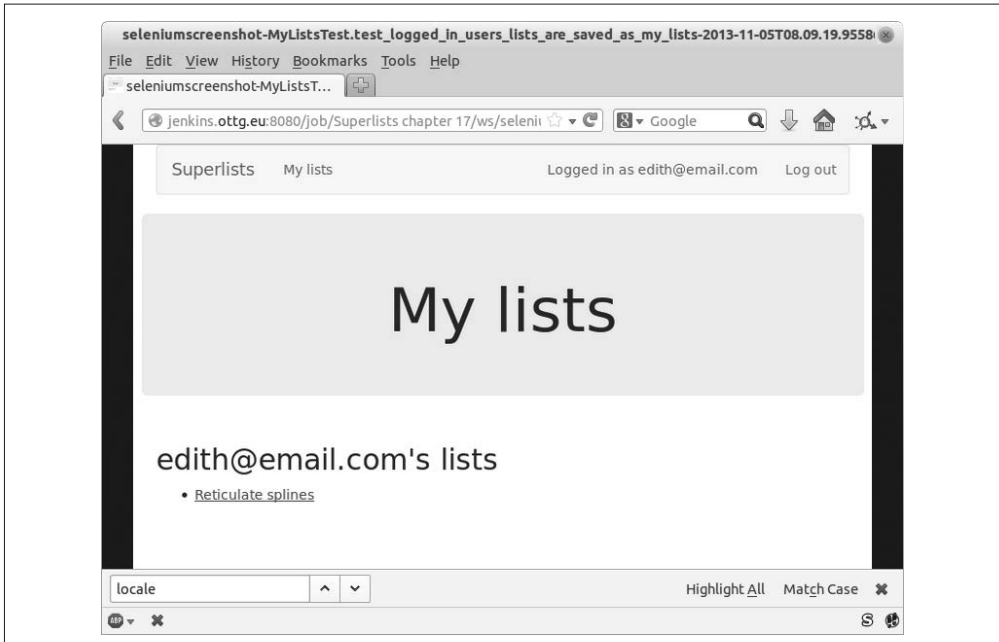 seleniumscreenshot-MyListsTest.test_logged_in_users_lists_are_saved_as_my_lists-2013-11-05T08.09.19.9558
File Edit View History Bookmarks Tools Help
seleniumscreenshot-MyListsT...
jenkins.ottg.eu:8080/job/Superlists chapter 17/ws/seleni
8 Google
Superlists My lists Logged in as edith@email.com Log out
My lists
edith@email.com's lists
• Reticulate splines
locale Highlight All Match Case
ABP S